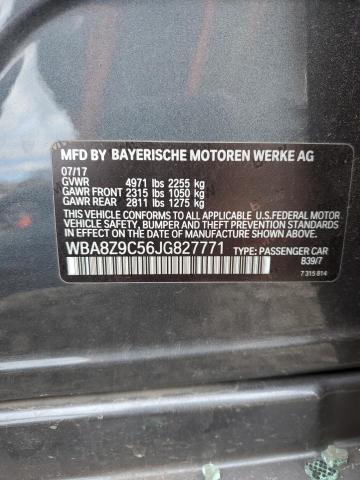 MFD BY BAYERISCHE MOTOREN WERKE AG
07/17
GVWR 4971 lbs 2255 kg
GAWR FRONT 2315 lbs 1050 kg
GAWR REAR 2811 lbs 1275 kg
THIS VEHICLE CONFORMS TO ALL APPLICABLE U.S.FEDERAL MOTOR
VEHICLE SAFETY, BUMPER AND THEFT PREVENTION STANDARDS
IN EFFECT ON THE DATE OF MANUFACTURE SHOWN ABOVE.
WBA8Z9C56JG827771 TYPE: PASSENGER CAR
B39/7
7 315 814